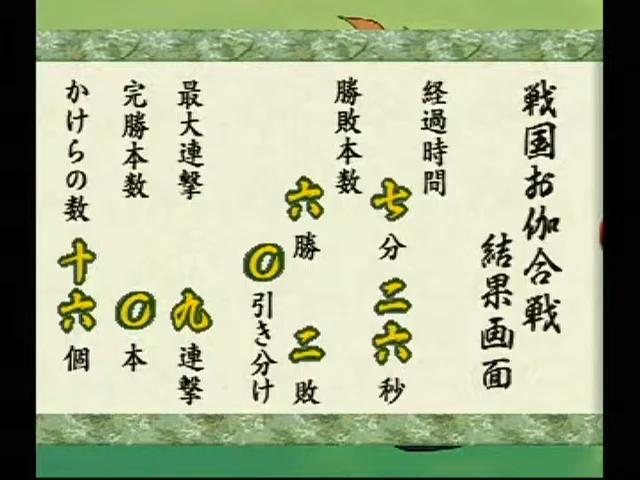 戦国お伽合戦
結果画面
経過時間
七分二六秒
勝敗本数
六勝二敗
〇引き分け
最大連撃
九連撃
完勝本数
〇本
かけらの数
十六個